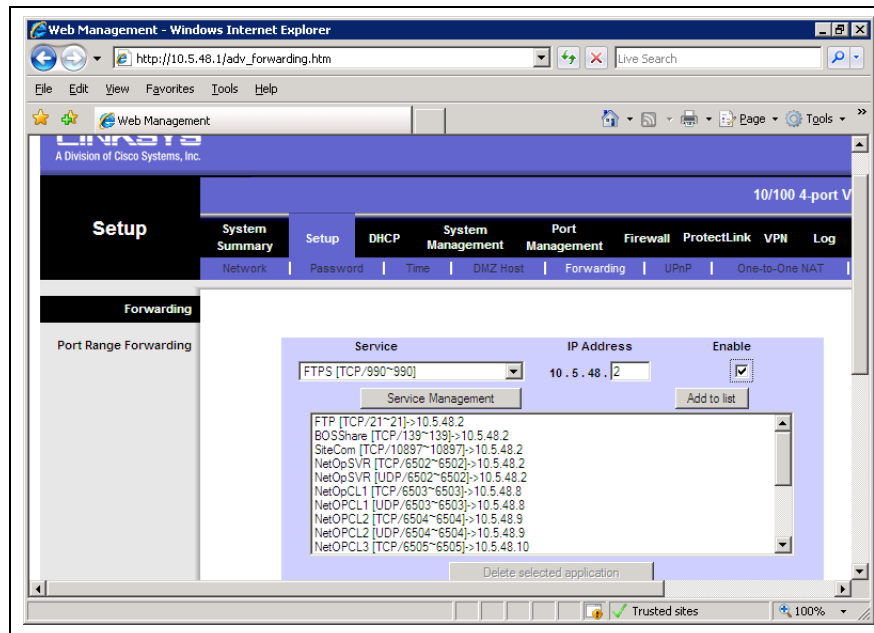 Web Management - Windows Internet Explorer
http://10.5.48.1/adv_forwarding.htm
Live Search
File Edit View Favorites Tools Help
Web Management
Page Tools »
LINKSYS
A Division of Cisco Systems, Inc.
10/100 4-port V
Setup
System Summary Setup DHCP System Management Port Management Firewall ProtectLink VPN Log
Network | Password | Time | DMZ Host | Forwarding | UPnP | One-to-One NAT |
Forwarding
Port Range Forwarding
Service IP Address Enable
FTPS [TCP/990~990] 10 . 5 . 48 . 2
Service Management Add to list
FTP [TCP/21~21]->10.5.48.2
BOSShare [TCP/139~139]->10.5.48.2
SiteCom [TCP/10897~10897]->10.5.48.2
NetOpSVR [TCP/6502~6502]->10.5.48.2
NetOpSVR [UDP/6502~6502]->10.5.48.2
NetOpCL1 [TCP/6503~6503]->10.5.48.8
NetOPCL1 [UDP/6503~6503]->10.5.48.8
NetOPCL2 [TCP/6504~6504]->10.5.48.9
NetOPCL2 [UDP/6504~6504]->10.5.48.9
NetOPCL3 [TCP/6505~6505]->10.5.48.10
Delete selected application
Trusted sites 100%